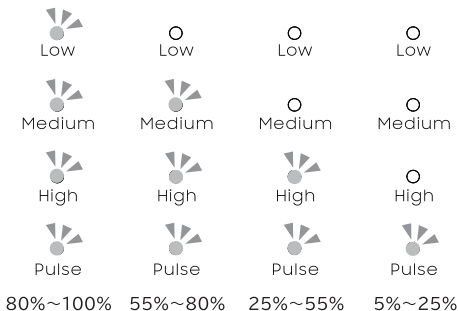 Low Low Low Low
Medium Medium Medium Medium
High High High High
Pulse Pulse Pulse Pulse
80%～100% 55%～80% 25%～55% 5%～25%